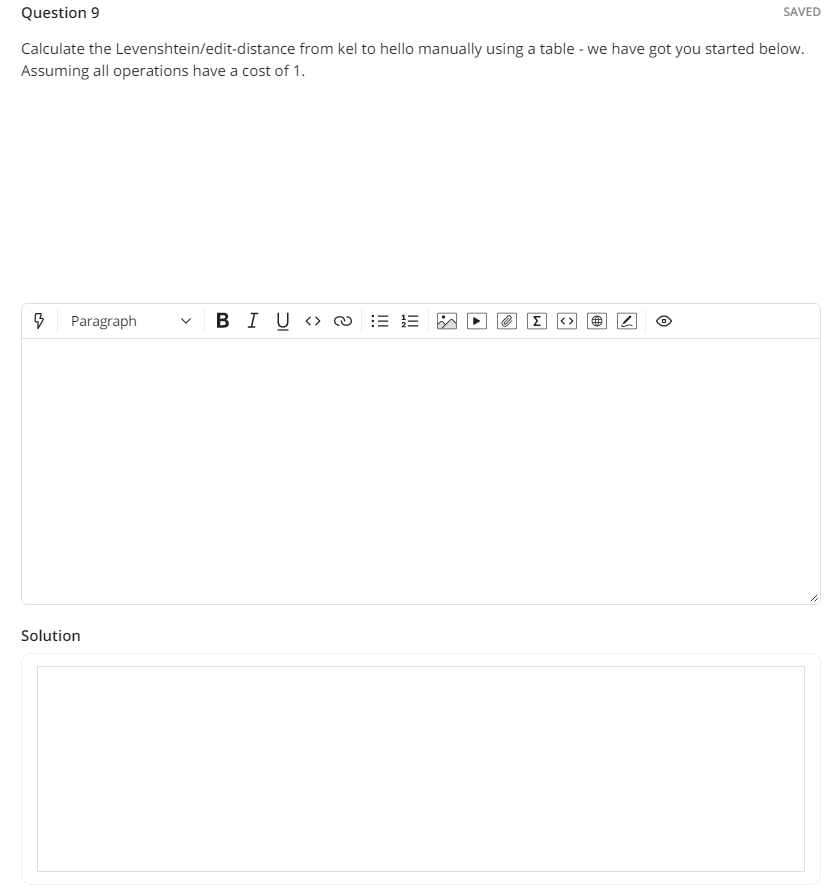 Question 9 SAVED
Calculate the Levenshtein/edit-distance from kel to hello manually using a table - we have got you started below.
Assuming all operations have a cost of 1.
Paragraph B I U
Solution